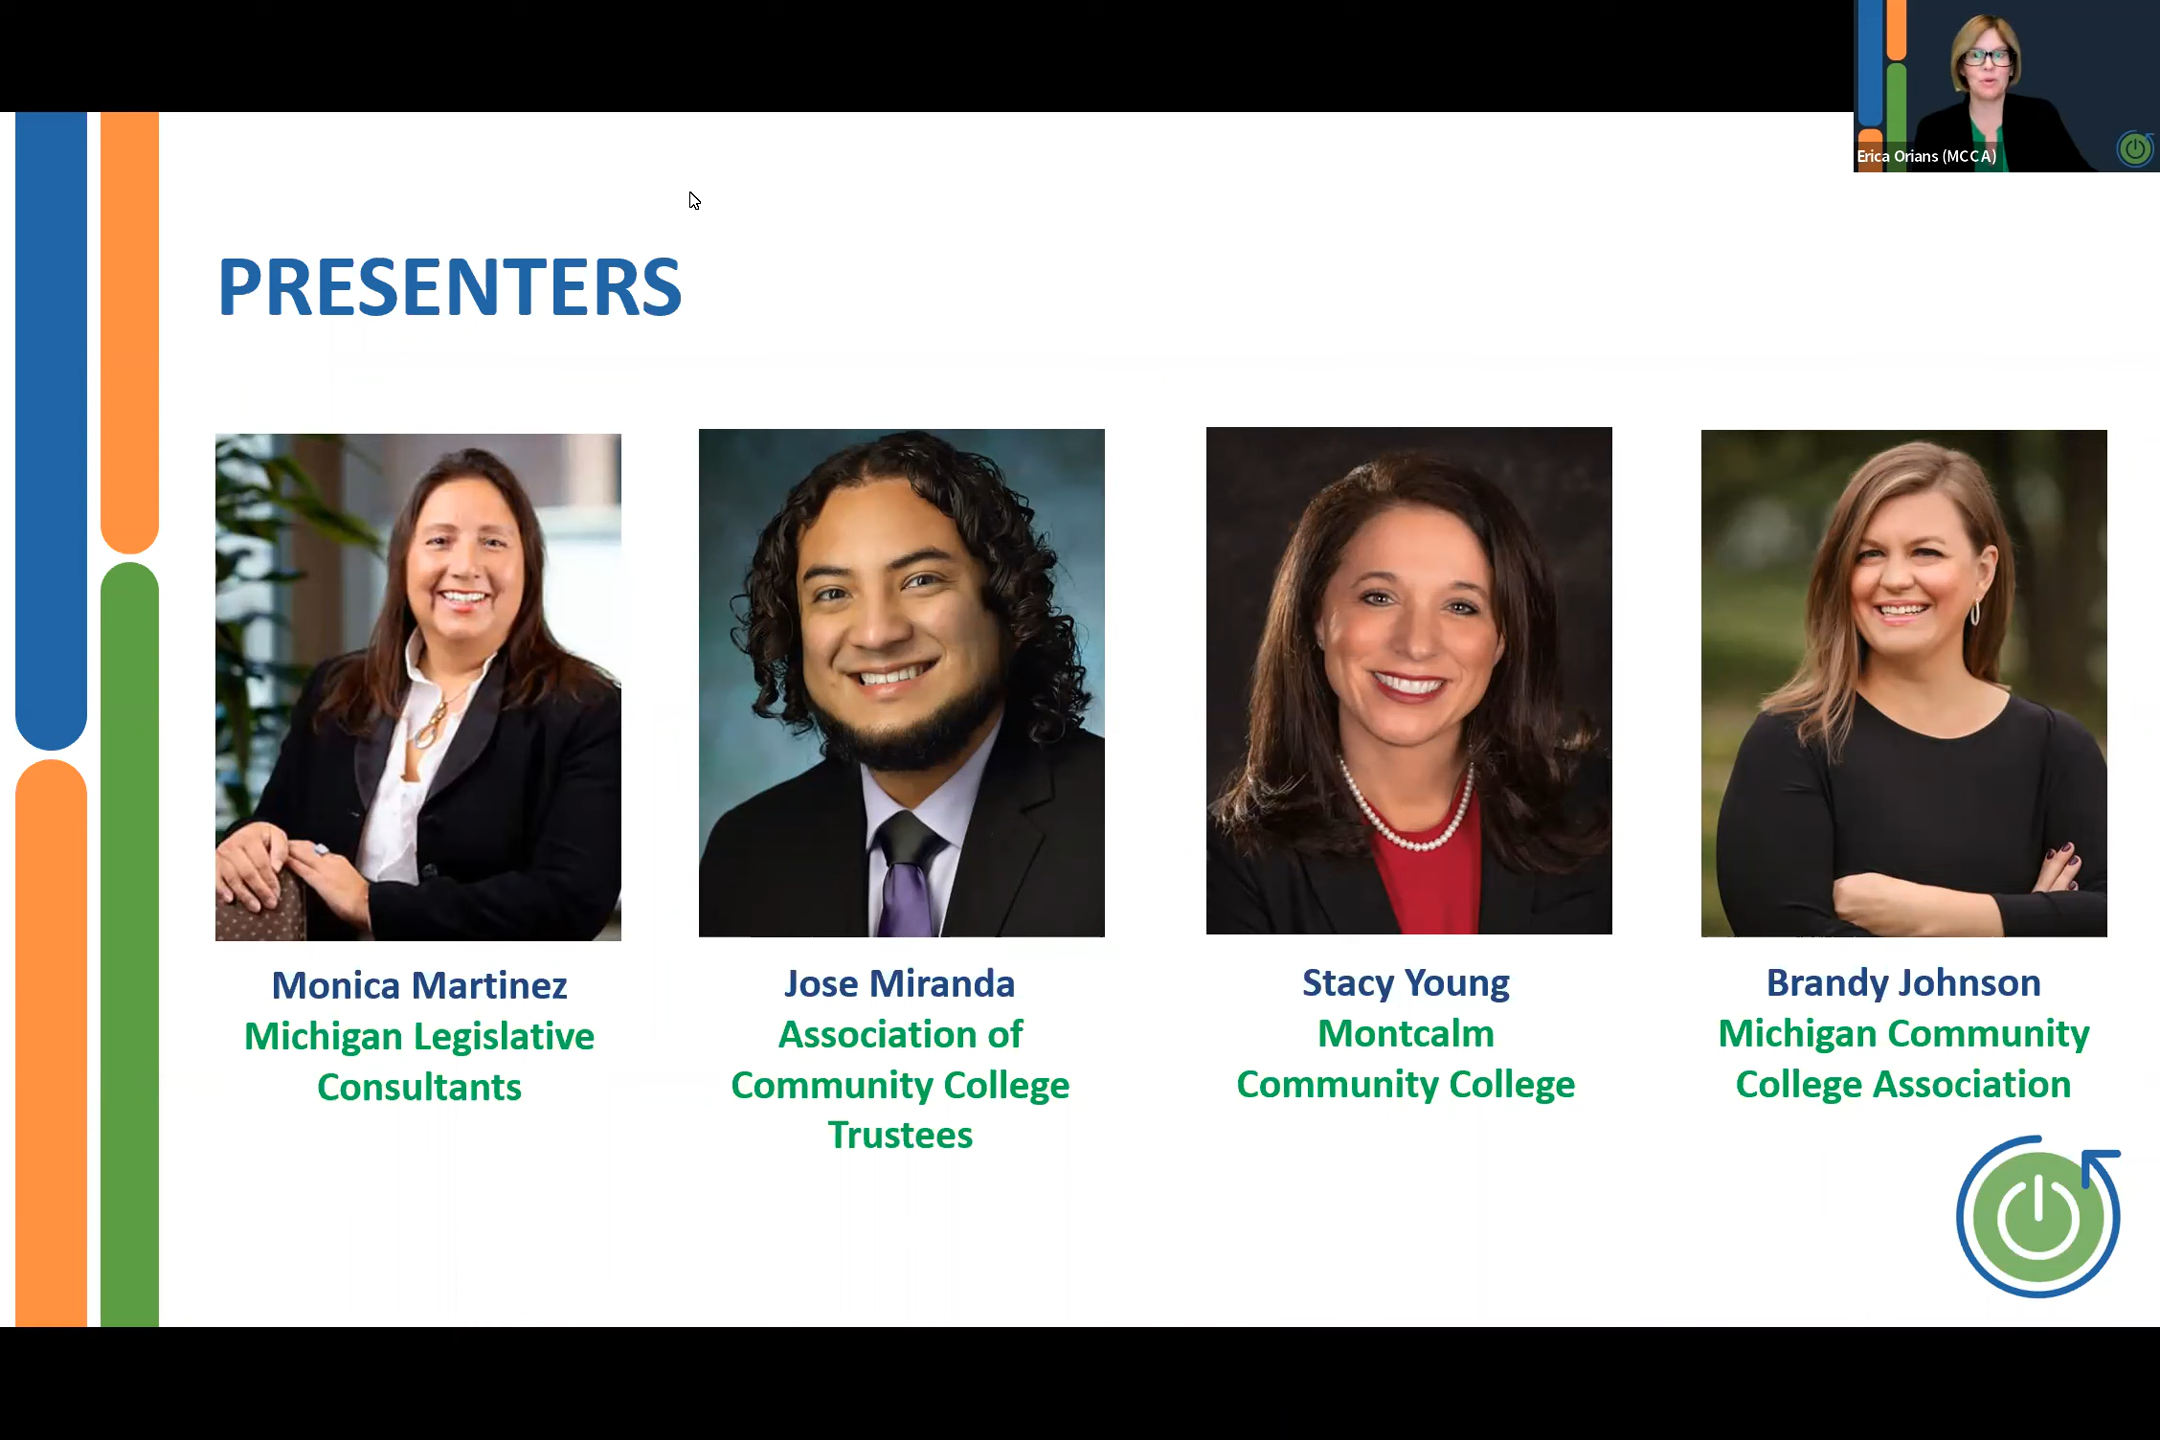 Erica Orians (MCCA)
PRESENTERS
Monica Martinez
Michigan Legislative
Consultants
Jose Miranda
Association of
Community College
Trustees
Stacy Young
Montcalm
Community College
Brandy Johnson
Michigan Community
College Association